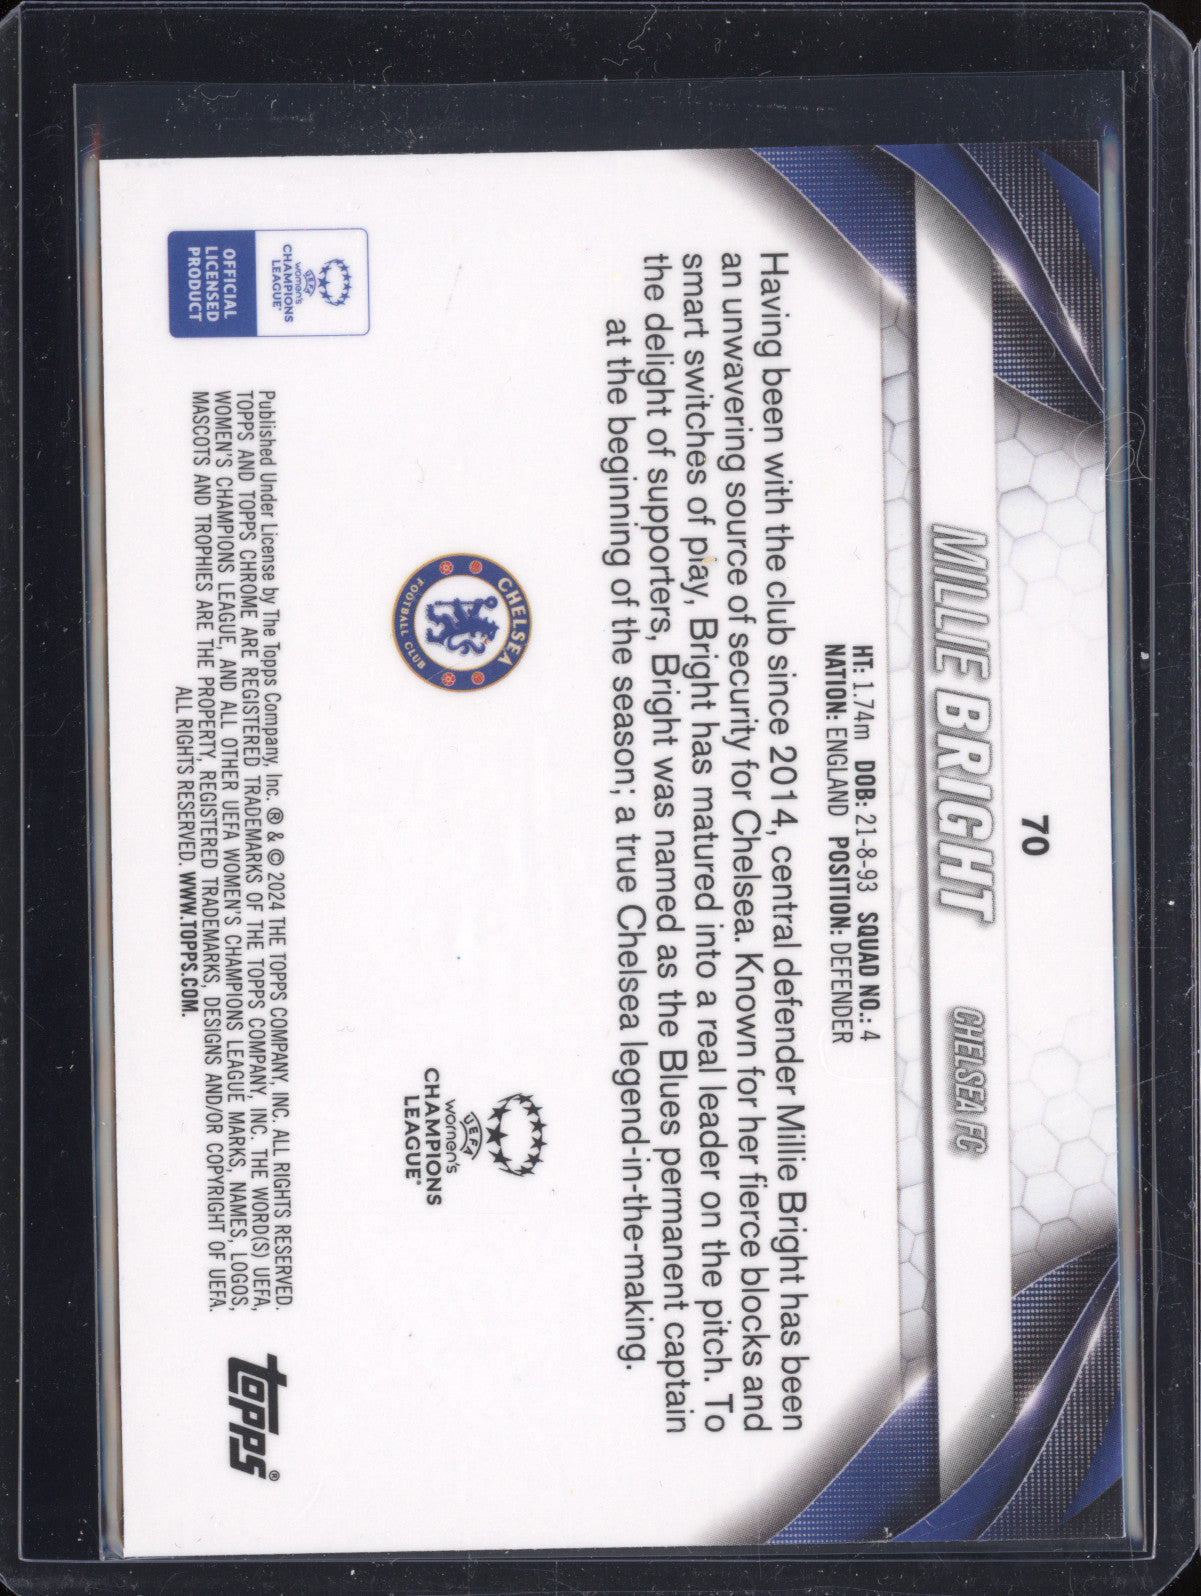 70
MILLIE BRIGHT CHELSEA FC
HT: 1.74m DOB: 21-8-93 SQUAD NO.: 4
NATION: ENGLAND POSITION: DEFENDER
Having been with the club since 2014, central defender Millie Bright has been
an unwavering source of security for Chelsea. Known for her fierce blocks and
smart switches of play, Bright has matured into a real leader on the pitch. To
the delight of supporters, Bright was named as the Blues permanent captain
at the beginning of the season; a true Chelsea legend-in-the-making.
CHELSEA
FOOTBALL CLUB
UEFA
women's
CHAMPIONS
LEAGUE®
UEFA
women's
CHAMPIONS
LEAGUE®
OFFICIAL
LICENSED
PRODUCT
Published Under License by The Topps Company, Inc. ® & © 2024 THE TOPPS COMPANY, INC. ALL RIGHTS RESERVED.
TOPPS AND TOPPS CHROME ARE REGISTERED TRADEMARKS OF THE TOPPS COMPANY, INC. THE WORD(S) UEFA,
WOMEN'S CHAMPIONS LEAGUE, AND ALL OTHER UEFA WOMEN'S CHAMPIONS LEAGUE MARKS, NAMES, LOGOS,
MASCOTS AND TROPHIES ARE THE PROPERTY, REGISTERED TRADEMARKS, DESIGNS AND/OR COPYRIGHT OF UEFA.
ALL RIGHTS RESERVED. WWW.TOPPS.COM.
topps®